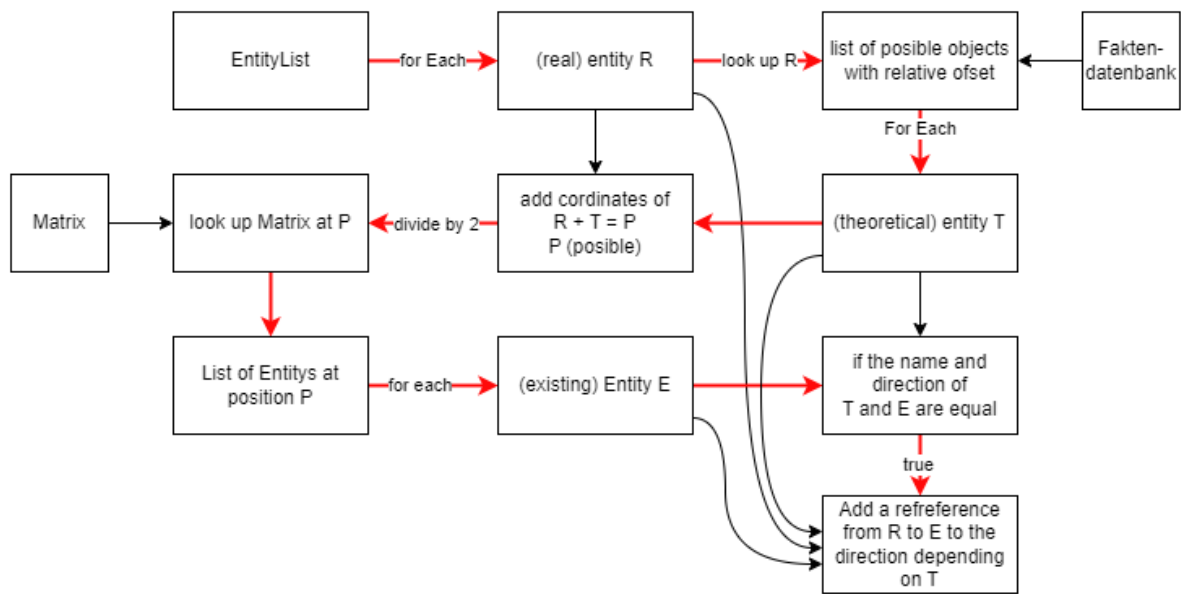 EntityList
for Each
(real) entity R
look up R
list of posible objects
with relative ofset
Fakten-
datenbank
For Each
Matrix
look up Matrix at P
divide by 2
add cordinates of
R + T = P
P (posible)
(theoretical) entity T
List of Entitys at
position P
for each
(existing) Entity E
if the name and
direction of
T and E are equal
true
Add a refreference
from R to E to the
direction depending
on T